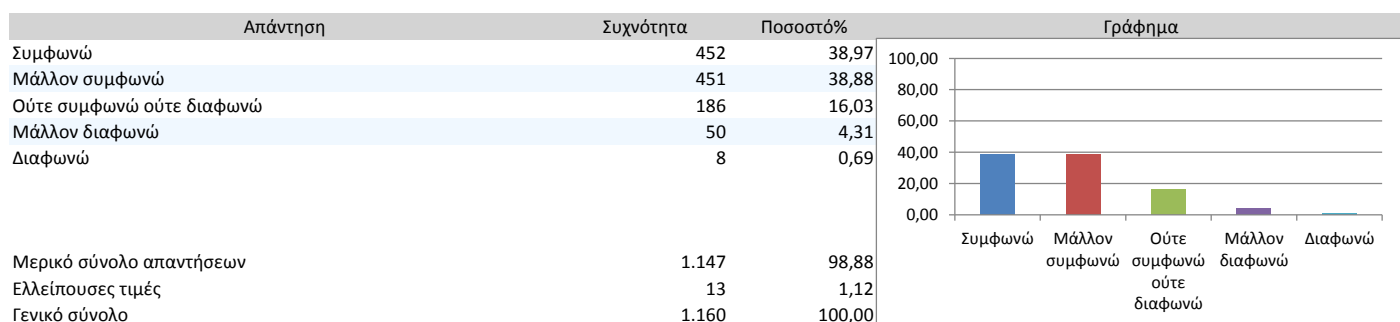 Απάντηση Συχνότητα Ποσοστό% Γράφημα
Συμφωνώ 452 38,97
Μάλλον συμφωνώ 451 38,88
Ούτε συμφωνώ ούτε διαφωνώ 186 16,03
Μάλλον διαφωνώ 50 4,31
Διαφωνώ 8 0,69
Μερικό σύνολο απαντήσεων 1.147 98,88
Ελλείπουσες τιμές 13 1,12
Γενικό σύνολο 1.160 100,00
100,00
80,00
60,00
40,00
20,00
0,00
Συμφωνώ Μάλλον Ούτε Μάλλον Διαφωνώ
συμφωνώ συμφωνώ διαφωνώ
ούτε
διαφωνώ